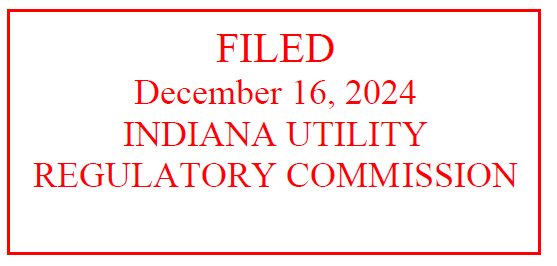 FILED
December 16, 2024
INDIANA UTILITY
REGULATORY COMMISSION